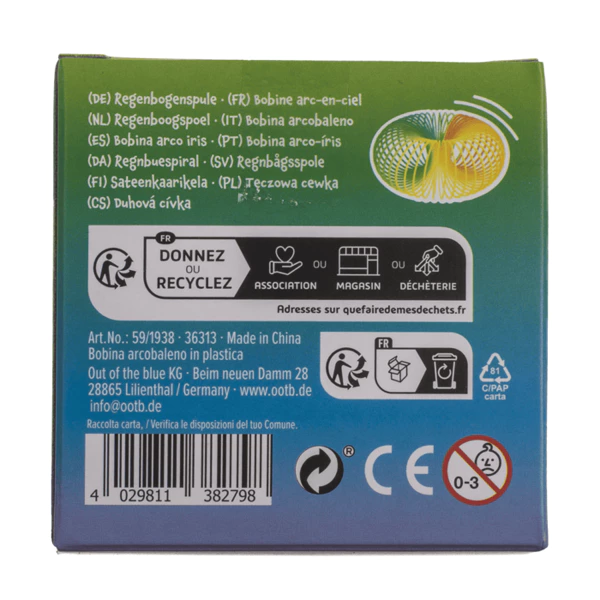 (DE) Regenbogenspule · (FR) Bobine arc-en-ciel
(NL) Regenboogspoel · (IT) Bobina arcobaleno
(ES) Bobina arco iris · (PT) Bobina arco-íris
(DA) Regnbuespiral · (SV) Regnbågsspole
(FI) Sateenkaarikela · (PL) Tęczowa cewka
(CS) Duhová cívka
FR
DONNEZ
OU
RECYCLEZ
ASSOCIATION OU MAGASIN OU DÉCHÈTERIE
Adresses sur quefairedemesdechets.fr
Art.No.: 59/1938 · 36313 · Made in China
Bobina arcobaleno in plastica
Out of the blue KG · Beim neuen Damm 28
28865 Lilienthal / Germany · www.ootb.de
info@ootb.de
Raccolta carta, / Verifica le disposizioni del tuo Comune.
FR
81
C/PAP
carta
4 029811 382798
®
CE
0-3